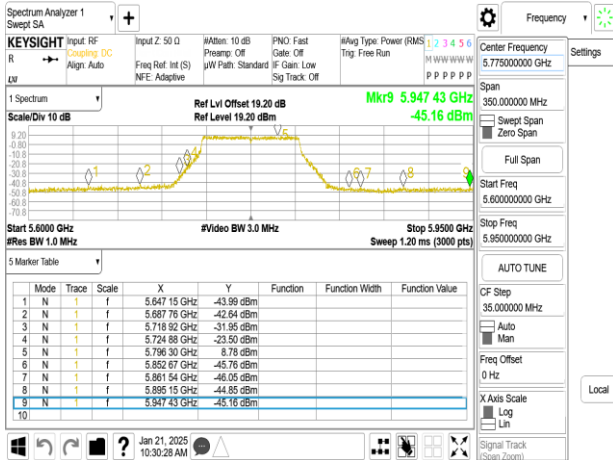 Spectrum Analyzer 1
Swept SA
+
Frequency
KEYSIGHT
R
Input: RF
Coupling: DC
Align: Auto
Input Z: 50 Ω
Freq Ref: Int (S)
NFE: Adaptive
#Atten: 10 dB
Preamp: Off
µW Path: Standard
PNO: Fast
Gate: Off
IF Gain: Low
Sig Track: Off
#Avg Type: Power (RMS
Trig: Free Run
1 2 3 4 5 6
M W W W W W
P P P P P P
1 Spectrum
Scale/Div 10 dB
Ref Lvl Offset 19.20 dB
Ref Level 19.20 dBm
Mkr9 5.947 43 GHz
-45.16 dBm
9.20
-0.80
-10.8
-20.8
-30.8
-40.8
-50.8
-60.8
-70.8
1
2
4
5
6 7
8
9
Start 5.6000 GHz
#Res BW 1.0 MHz
#Video BW 3.0 MHz
Stop 5.9500 GHz
Sweep 1.20 ms (3000 pts)
5 Marker Table
Mode Trace Scale X Y Function Function Width Function Value
1 N 1 f 5.647 15 GHz -43.99 dBm
2 N 1 f 5.687 76 GHz -42.64 dBm
3 N 1 f 5.718 92 GHz -31.95 dBm
4 N 1 f 5.724 88 GHz -23.50 dBm
5 N 1 f 5.796 30 GHz 8.78 dBm
6 N 1 f 5.852 67 GHz -45.76 dBm
7 N 1 f 5.861 54 GHz -46.05 dBm
8 N 1 f 5.895 15 GHz -44.85 dBm
9 N 1 f 5.947 43 GHz -45.16 dBm
10
?
Jan 21, 2025
10:30:28 AM
Center Frequency
5.775000000 GHz
Span
350.000000 MHz
Swept Span
Zero Span
Full Span
Start Freq
5.600000000 GHz
Stop Freq
5.950000000 GHz
AUTO TUNE
CF Step
35.000000 MHz
Auto
Man
Freq Offset
0 Hz
X Axis Scale
Log
Lin
Signal Track
(Span Zoom)
Settings
Local